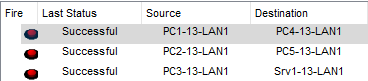 Fire Last Status Source Destination
Successful PC1-13-LAN1 PC4-13-LAN1
Successful PC2-13-LAN1 PC5-13-LAN1
Successful PC3-13-LAN1 Srv1-13-LAN1